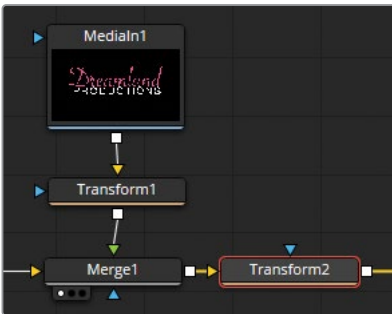 MediaIn1
Dreamland
PRODUCTIONS
Transform1
Merge1
Transform2